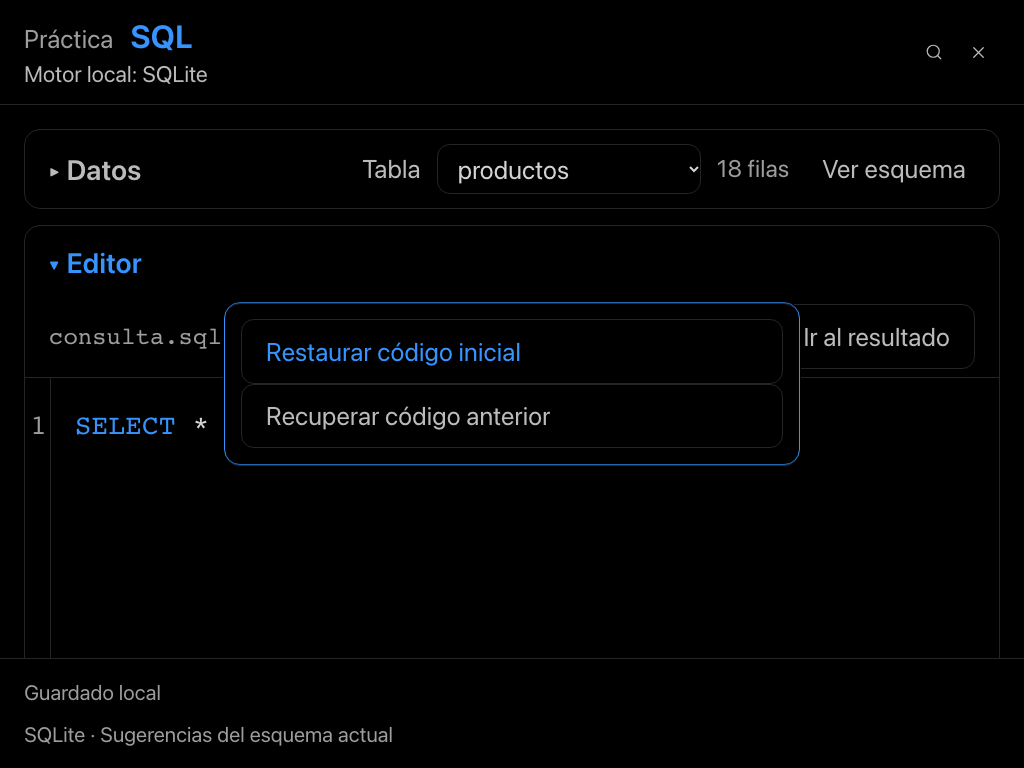 Práctica SQL
Motor local: SQLite
▸ Datos Tabla productos 18 filas Ver esquema
▾ Editor
consulta.sql Ir al resultado
Restaurar código inicial
Recuperar código anterior
1 SELECT *
Guardado local
SQLite · Sugerencias del esquema actual